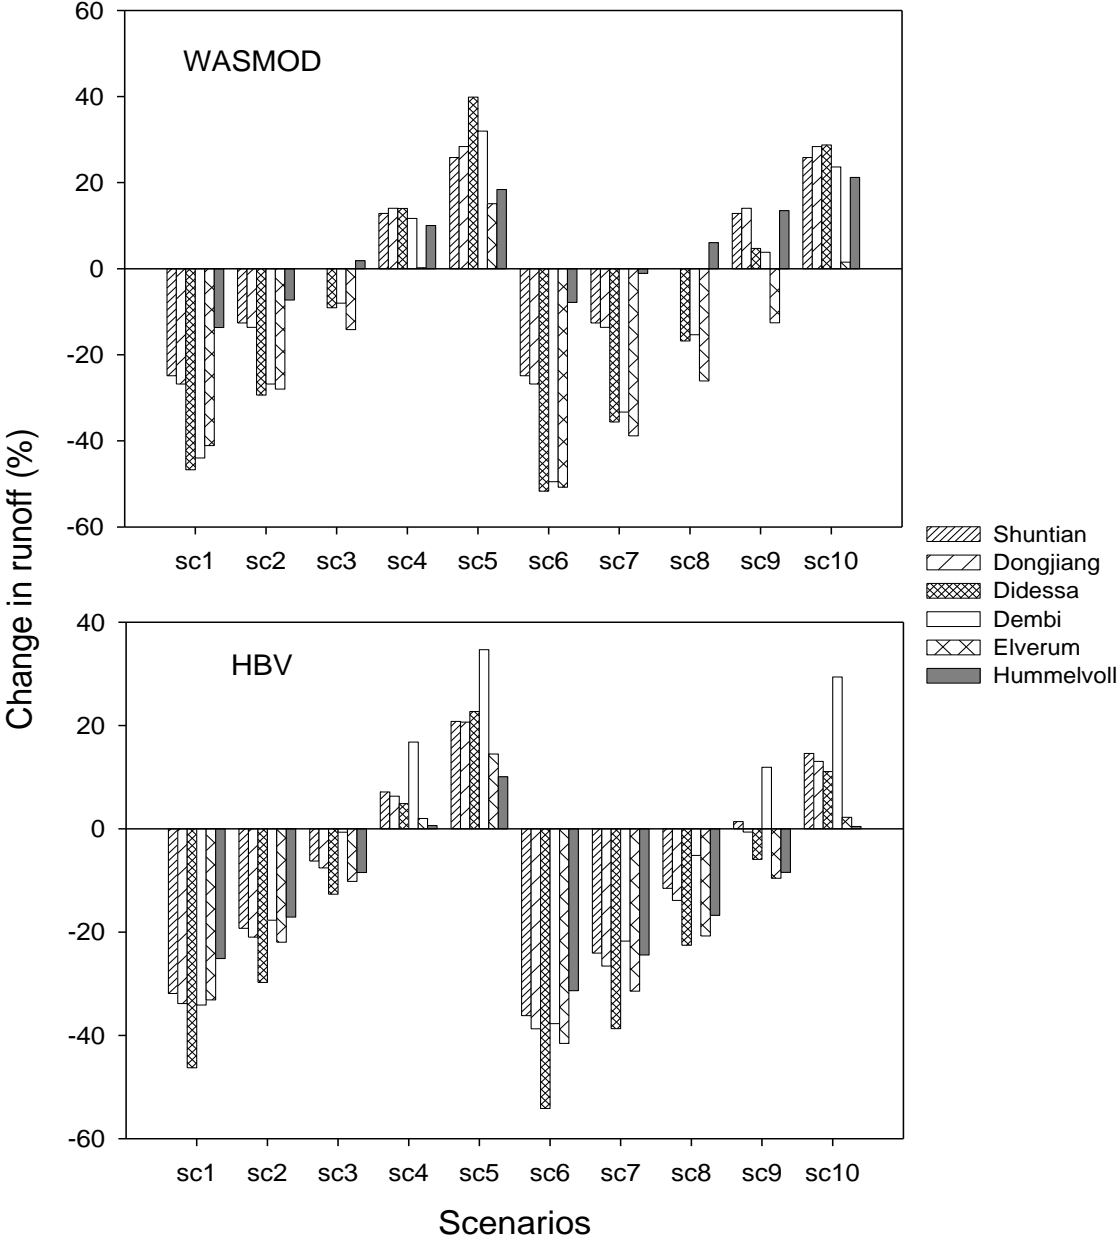 60
WASMOD
40
20
0
-20
-40
-60
sc1 sc2 sc3 sc4 sc5 sc6 sc7 sc8 sc9 sc10
Change in runoff (%)
Shuntian
Dongjiang
Didessa
Dembi
Elverum
Hummelvoll
40
HBV
20
0
-20
-40
-60
sc1 sc2 sc3 sc4 sc5 sc6 sc7 sc8 sc9 sc10
Scenarios